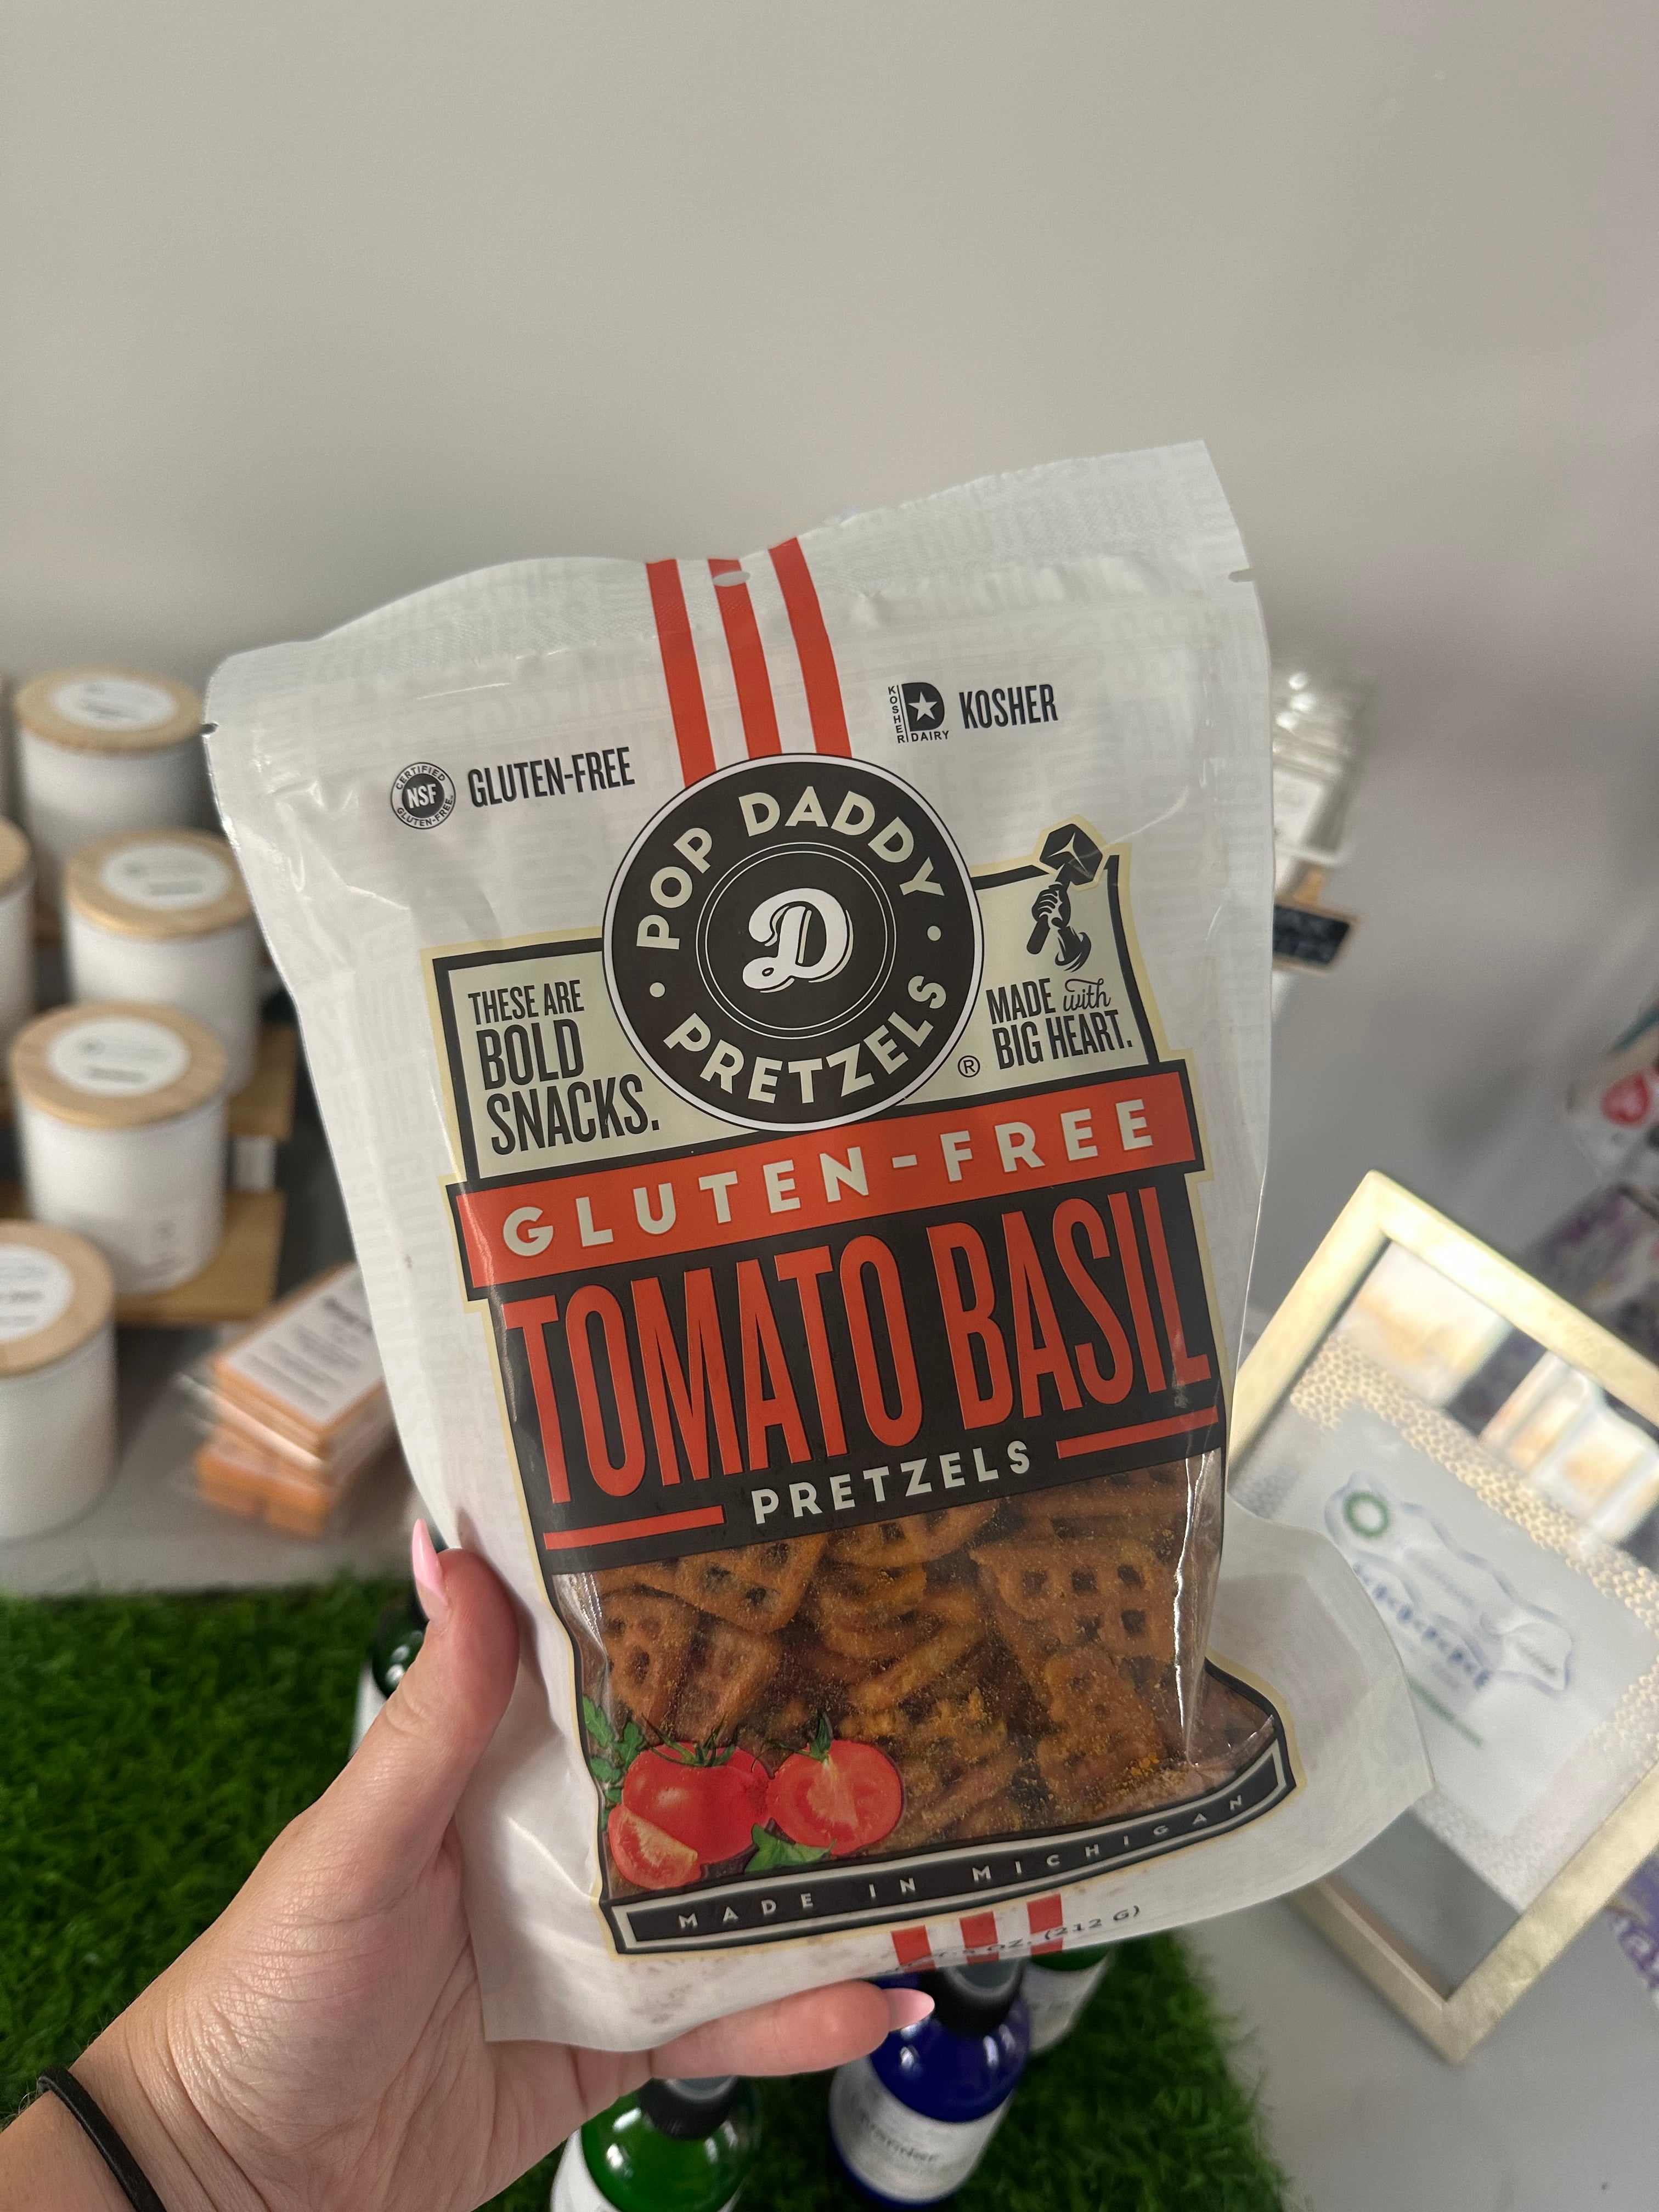 KOSHER
DAIRY
KOSHER
CERTIFIED
NSF
GLUTEN-FREE
GLUTEN-FREE
POP DADDY
D
PRETZELS
®
THESE ARE
BOLD
SNACKS.
MADE with
BIG HEART.
GLUTEN-FREE
TOMATO BASIL
PRETZELS
MADE IN MICHIGAN
OZ. (212 G)